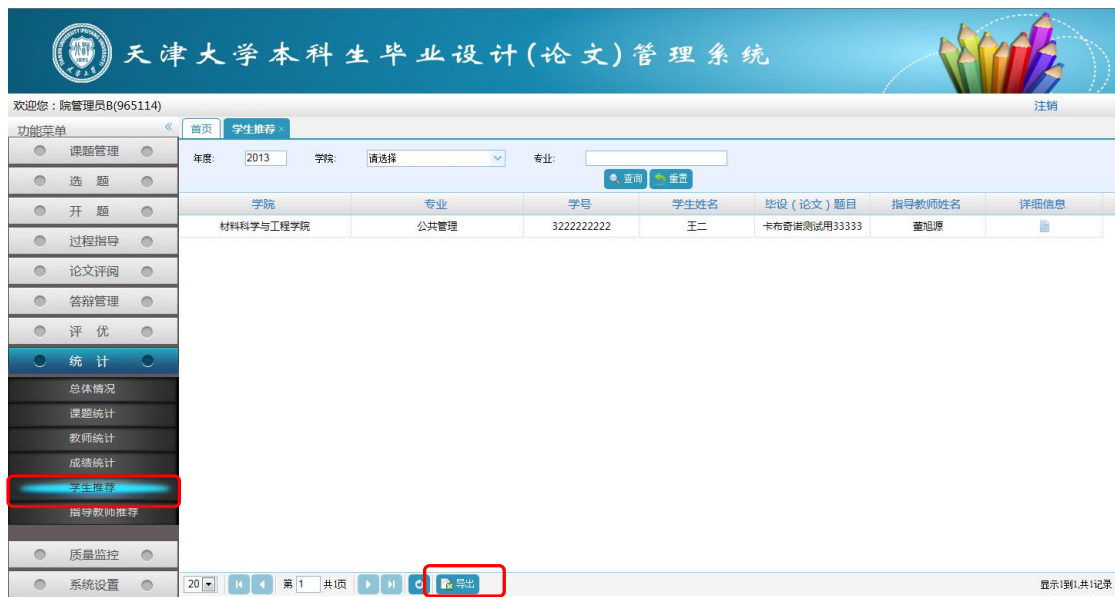 天津大学本科生毕业设计(论文)管理系统
欢迎您：院管理员B(965114)
注销
功能菜单
首页 学生推荐
课题管理
选 题
开 题
过程指导
论文评阅
答辩管理
评 优
统 计
总体情况
课题统计
教师统计
成绩统计
学生推荐
指导教师推荐
质量监控
系统设置
年度: 2013 学院: 请选择 专业:
查询 重置
学院 专业 学号 学生姓名 毕设（论文）题目 指导教师姓名 详细信息
材料科学与工程学院 公共管理 3222222222 王二 卡布奇诺测试用33333 董旭源
20 第 1 共1页 导出 显示1到1,共1记录